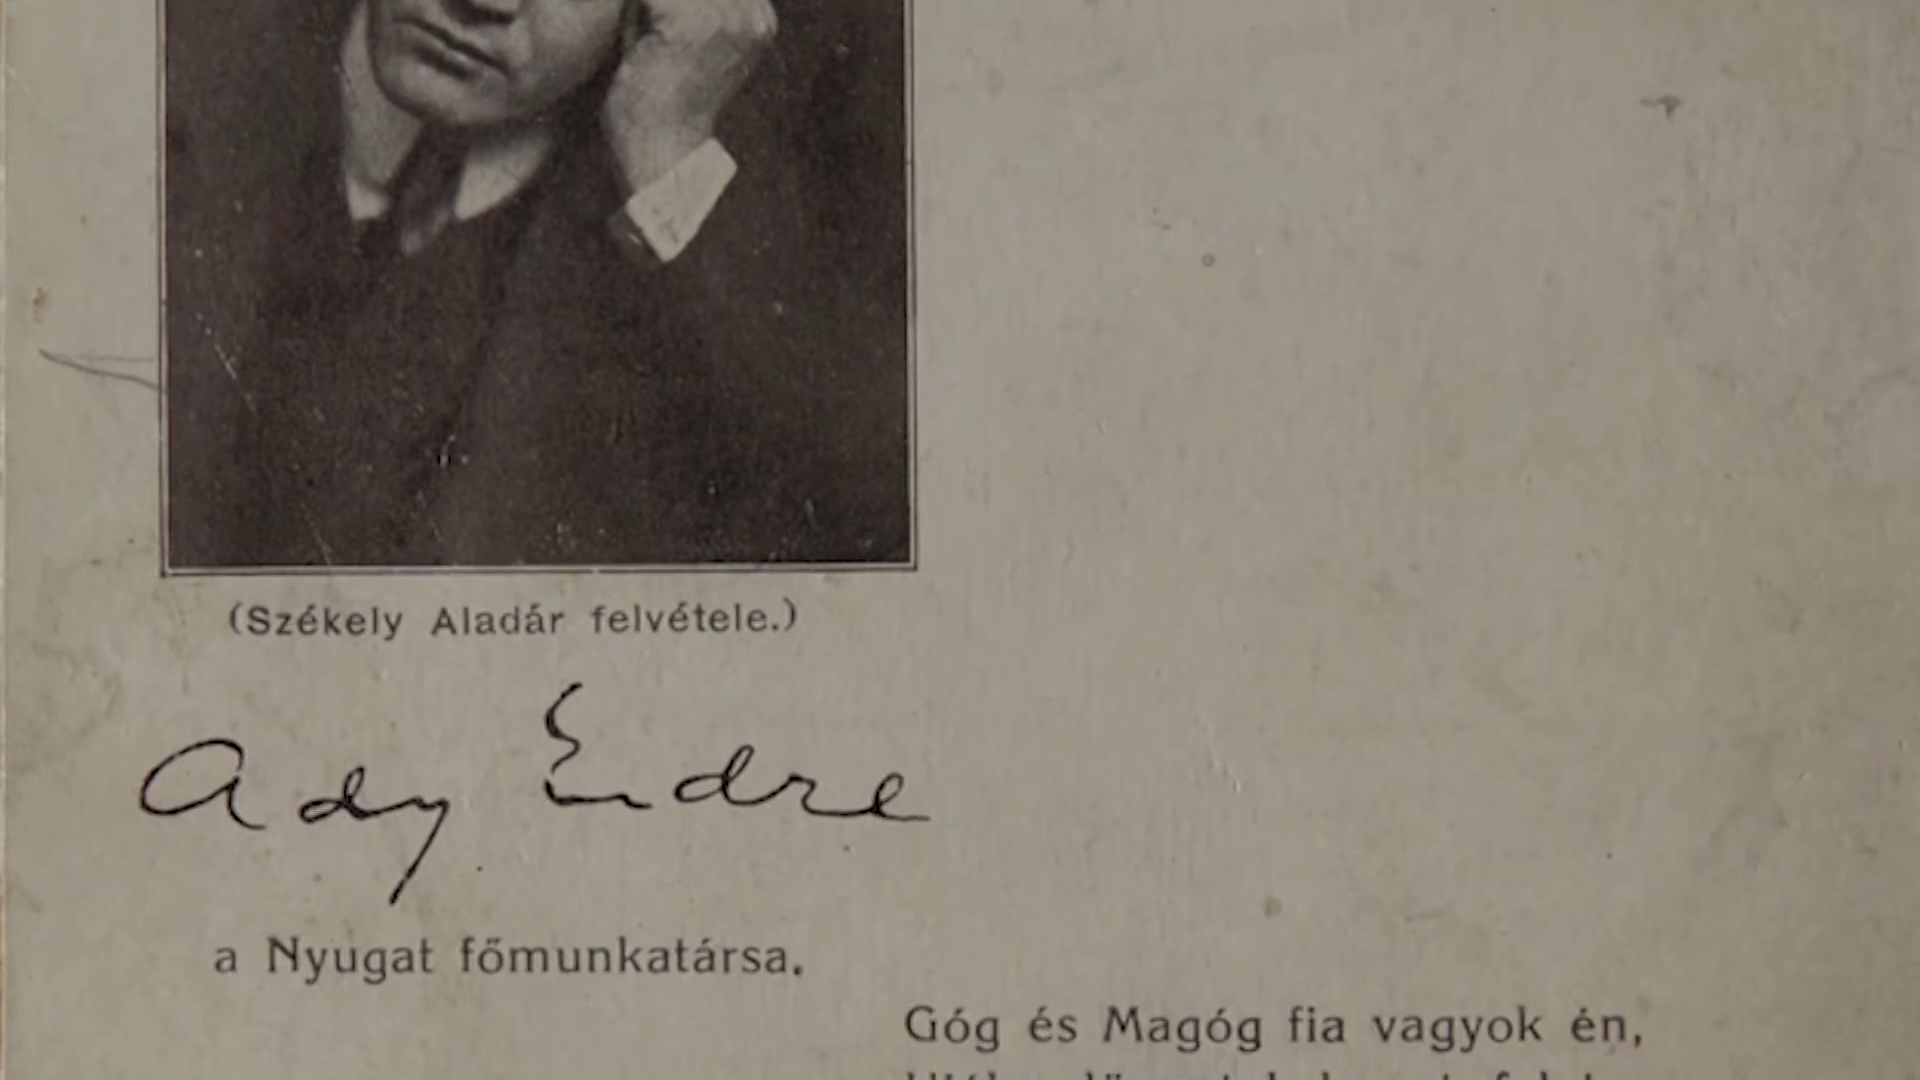 (Székely Aladár felvétele.)
Ady Endre
a Nyugat főmunkatársa.
Góg és Magóg fia vagyok én,